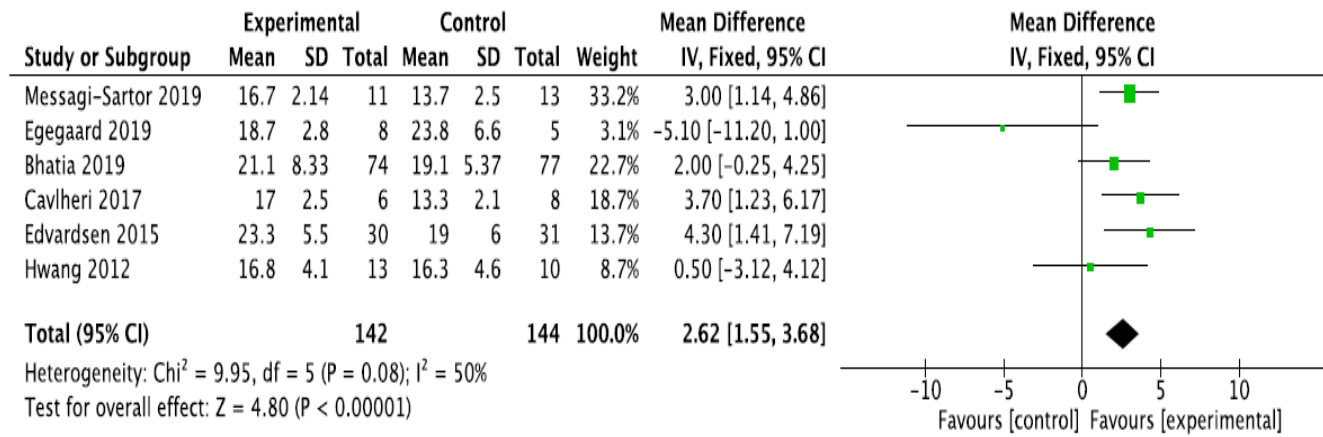 Experimental Control Mean Difference Mean Difference
Study or Subgroup Mean SD Total Mean SD Total Weight IV, Fixed, 95% CI IV, Fixed, 95% CI
Messagi-Sartor 2019 16.7 2.14 11 13.7 2.5 13 33.2% 3.00 [1.14, 4.86]
Egegaard 2019 18.7 2.8 8 23.8 6.6 5 3.1% −5.10 [−11.20, 1.00]
Bhatia 2019 21.1 8.33 74 19.1 5.37 77 22.7% 2.00 [−0.25, 4.25]
Cavlheri 2017 17 2.5 6 13.3 2.1 8 18.7% 3.70 [1.23, 6.17]
Edvardsen 2015 23.3 5.5 30 19 6 31 13.7% 4.30 [1.41, 7.19]
Hwang 2012 16.8 4.1 13 16.3 4.6 10 8.7% 0.50 [−3.12, 4.12]
Total (95% CI) 142 144 100.0% 2.62 [1.55, 3.68]
Heterogeneity: Chi² = 9.95, df = 5 (P = 0.08); I² = 50%
Test for overall effect: Z = 4.80 (P < 0.00001)
−10 −5 0 5 10
Favours [control] Favours [experimental]